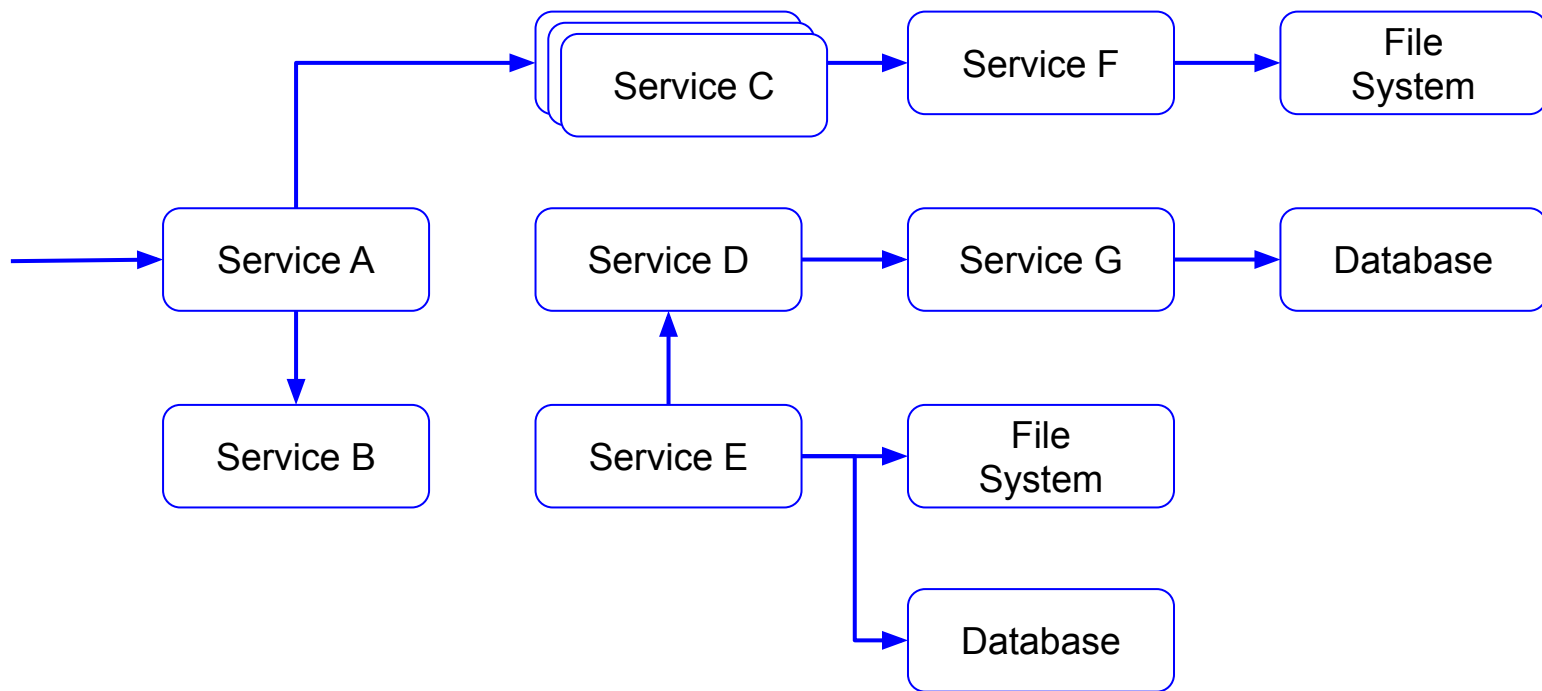 Service C
Service F
File
System
Service A
Service D
Service G
Database
Service B
Service E
File
System
Database